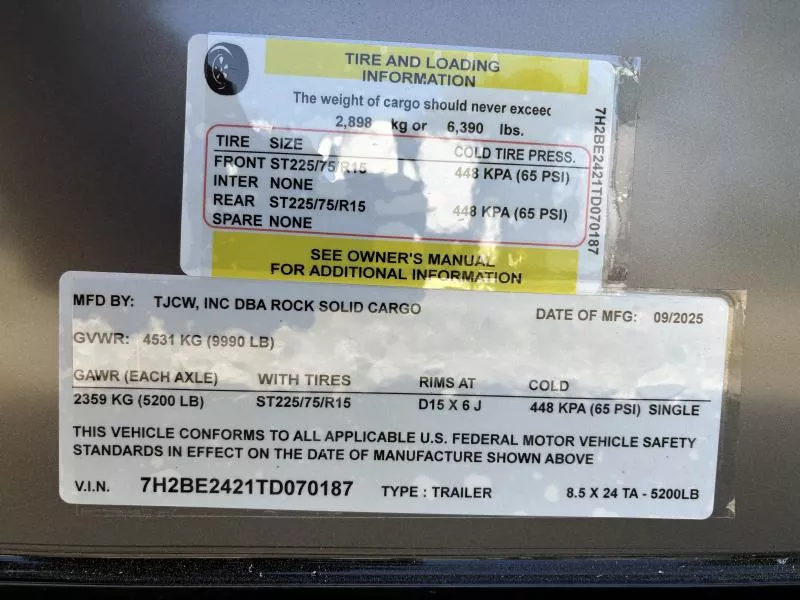 TIRE AND LOADING
INFORMATION
The weight of cargo should never exceed
2,898 kg or 6,390 lbs.
TIRE SIZE COLD TIRE PRESS.
FRONT ST225/75/R15 448 KPA (65 PSI)
INTER NONE
REAR ST225/75/R15 448 KPA (65 PSI)
SPARE NONE
SEE OWNER'S MANUAL
FOR ADDITIONAL INFORMATION
7H2BE2421TD070187
MFD BY: TJCW, INC DBA ROCK SOLID CARGO DATE OF MFG: 09/2025
GVWR: 4531 KG (9990 LB)
GAWR (EACH AXLE) WITH TIRES RIMS AT COLD
2359 KG (5200 LB) ST225/75/R15 D15 X 6 J 448 KPA (65 PSI) SINGLE
THIS VEHICLE CONFORMS TO ALL APPLICABLE U.S. FEDERAL MOTOR VEHICLE SAFETY
STANDARDS IN EFFECT ON THE DATE OF MANUFACTURE SHOWN ABOVE
V.I.N. 7H2BE2421TD070187 TYPE : TRAILER 8.5 X 24 TA - 5200LB